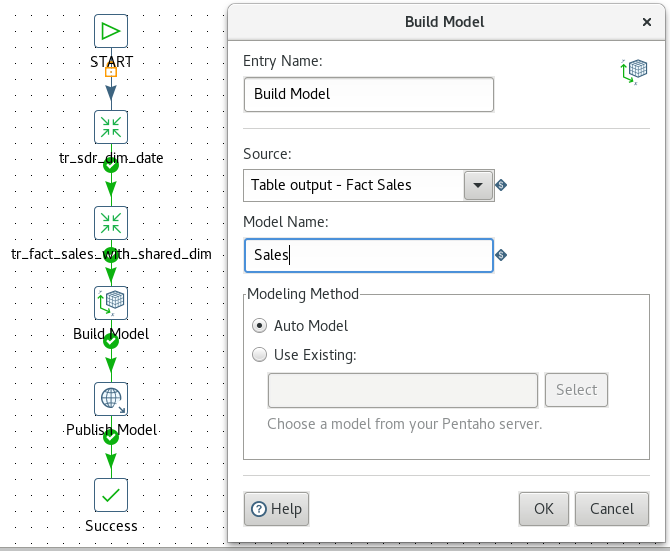 START
tr_sdr_dim_date
tr_fact_sales_with_shared_dim
Build Model
Publish Model
Success
Build Model
Entry Name:
Build Model
Source:
Table output - Fact Sales
Model Name:
Sales
Modeling Method
Auto Model
Use Existing:
Select
Choose a model from your Pentaho server.
Help
OK
Cancel